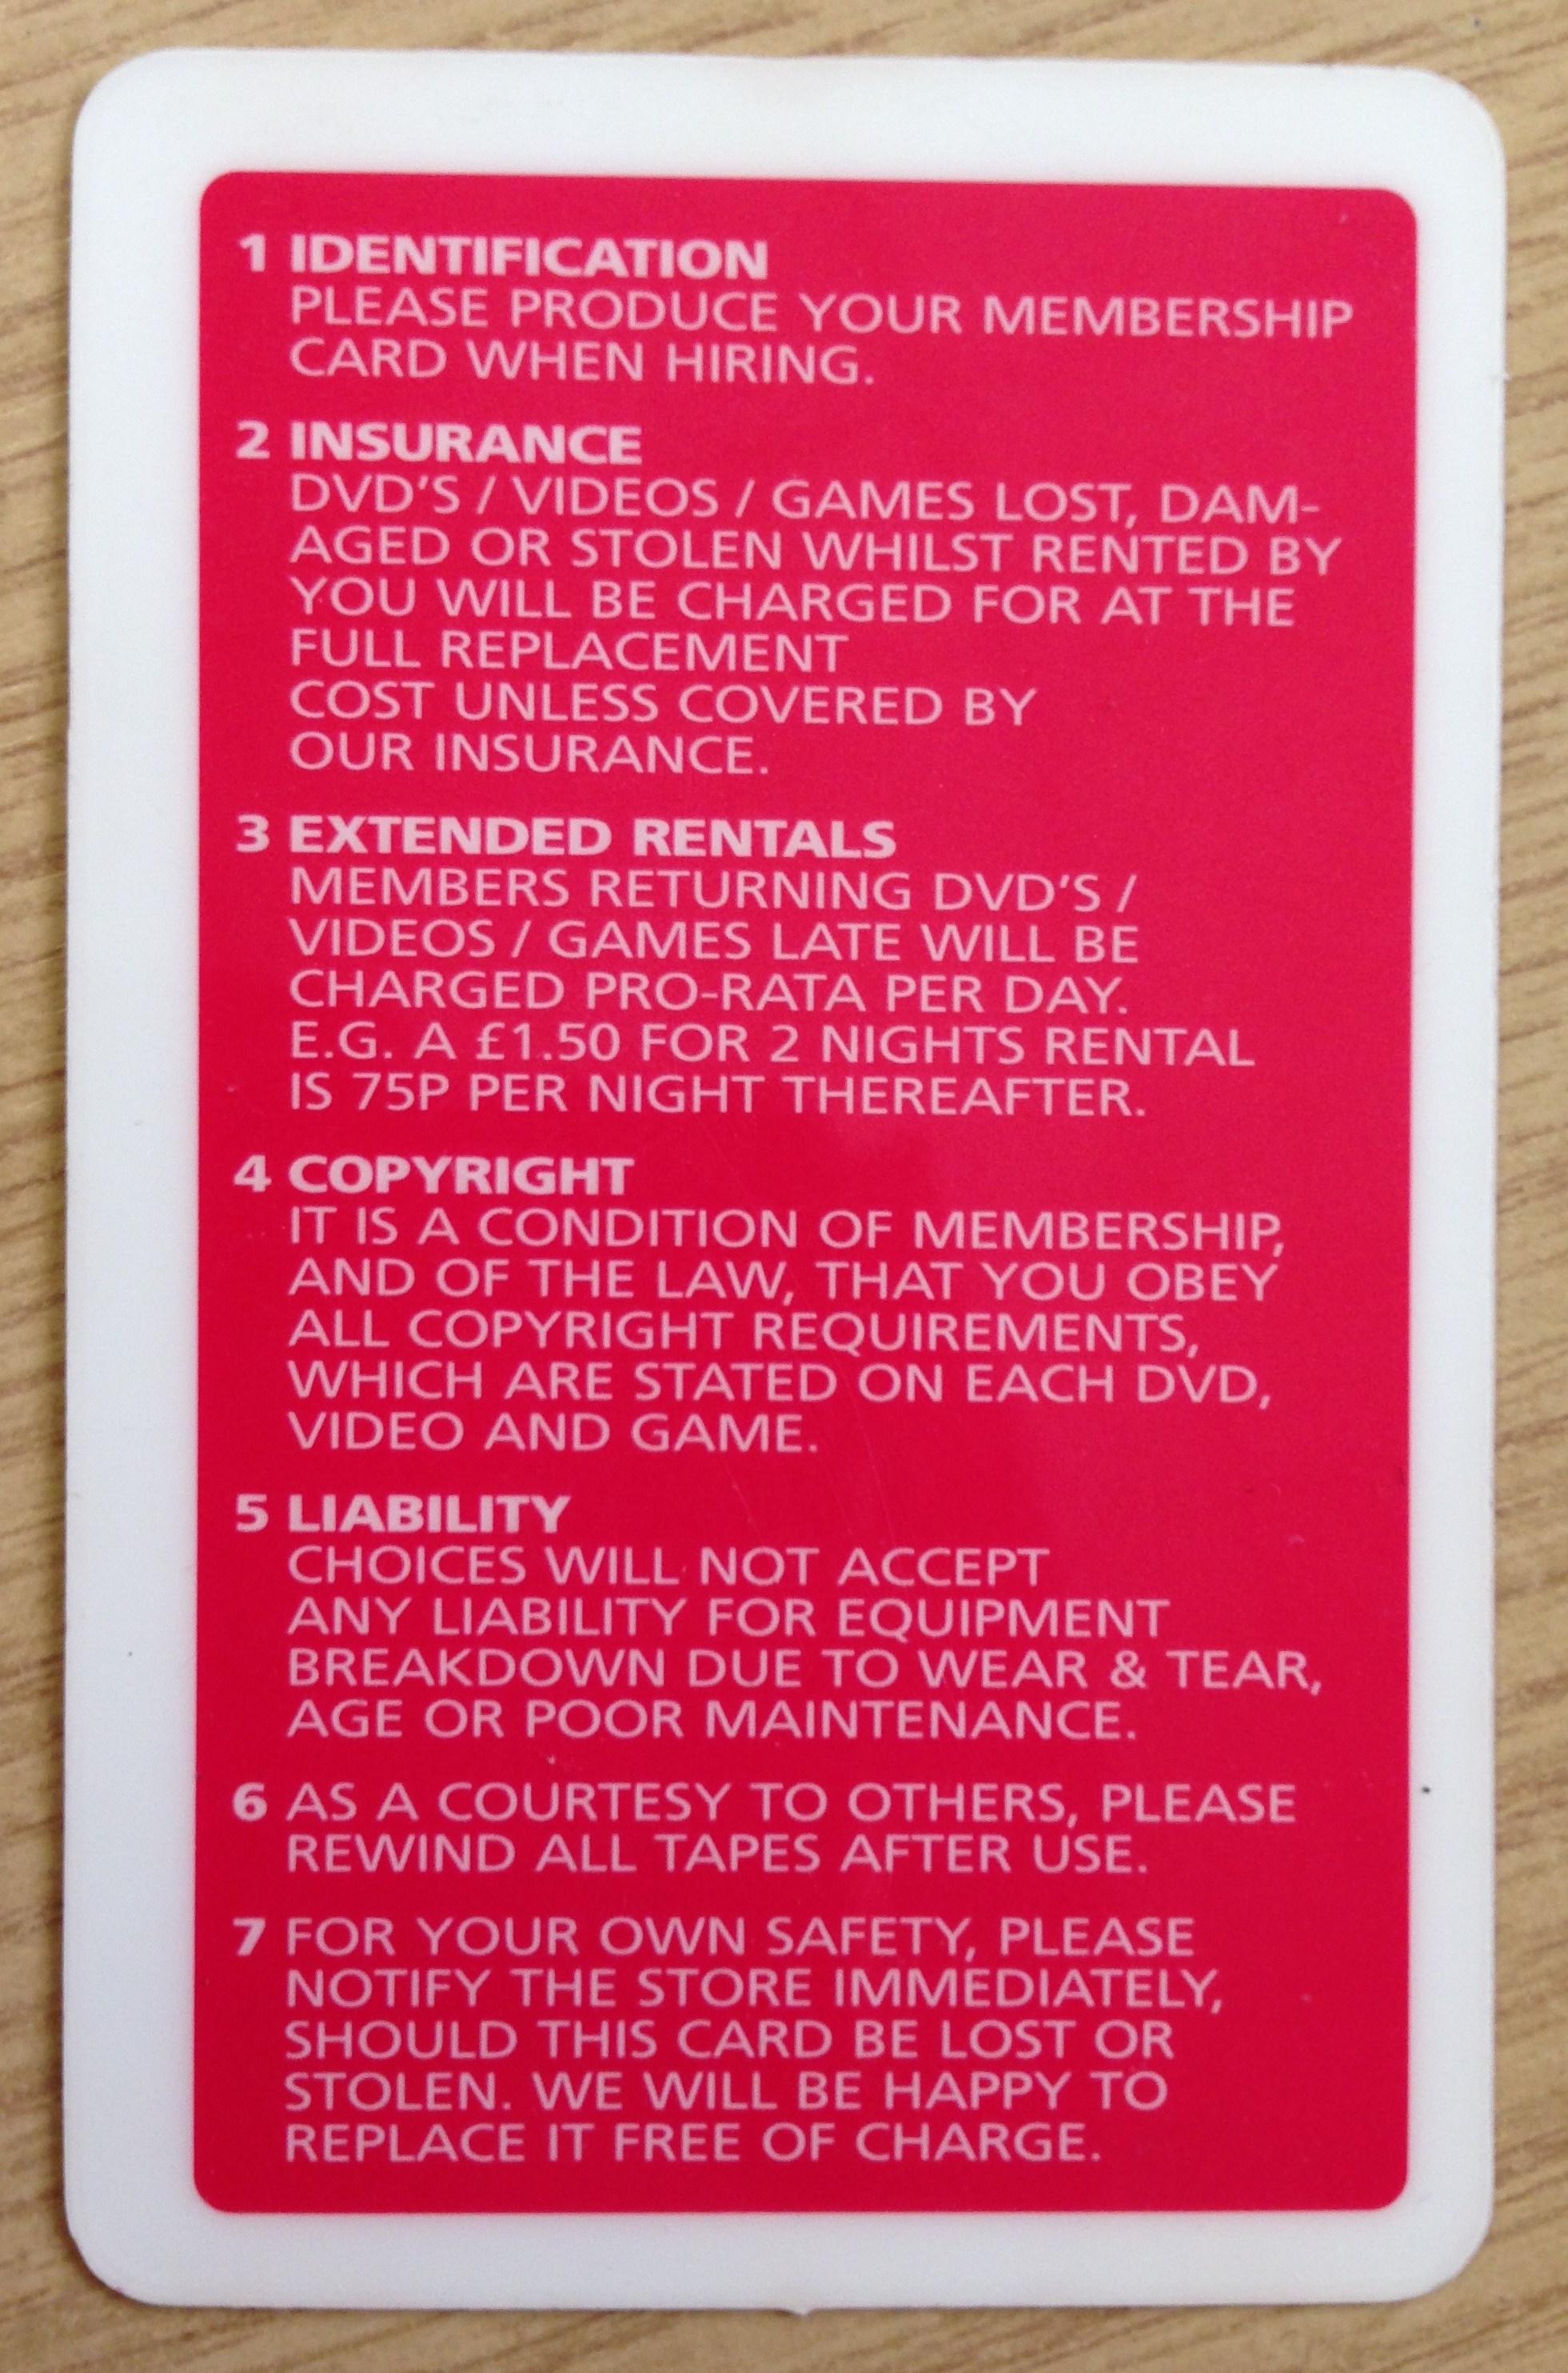 1 IDENTIFICATION
PLEASE PRODUCE YOUR MEMBERSHIP
CARD WHEN HIRING.
2 INSURANCE
DVD'S / VIDEOS / GAMES LOST, DAM-
AGED OR STOLEN WHILST RENTED BY
YOU WILL BE CHARGED FOR AT THE
FULL REPLACEMENT
COST UNLESS COVERED BY
OUR INSURANCE.
3 EXTENDED RENTALS
MEMBERS RETURNING DVD'S /
VIDEOS / GAMES LATE WILL BE
CHARGED PRO-RATA PER DAY.
E.G. A £1.50 FOR 2 NIGHTS RENTAL
IS 75P PER NIGHT THEREAFTER.
4 COPYRIGHT
IT IS A CONDITION OF MEMBERSHIP,
AND OF THE LAW, THAT YOU OBEY
ALL COPYRIGHT REQUIREMENTS,
WHICH ARE STATED ON EACH DVD,
VIDEO AND GAME.
5 LIABILITY
CHOICES WILL NOT ACCEPT
ANY LIABILITY FOR EQUIPMENT
BREAKDOWN DUE TO WEAR & TEAR,
AGE OR POOR MAINTENANCE.
6 AS A COURTESY TO OTHERS, PLEASE
REWIND ALL TAPES AFTER USE.
7 FOR YOUR OWN SAFETY, PLEASE
NOTIFY THE STORE IMMEDIATELY,
SHOULD THIS CARD BE LOST OR
STOLEN. WE WILL BE HAPPY TO
REPLACE IT FREE OF CHARGE.